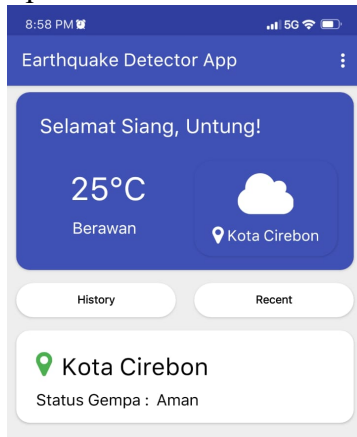 8:58 PM 5G
Earthquake Detector App
Selamat Siang, Untung!
25°C
Berawan
Kota Cirebon
History Recent
Kota Cirebon
Status Gempa : Aman